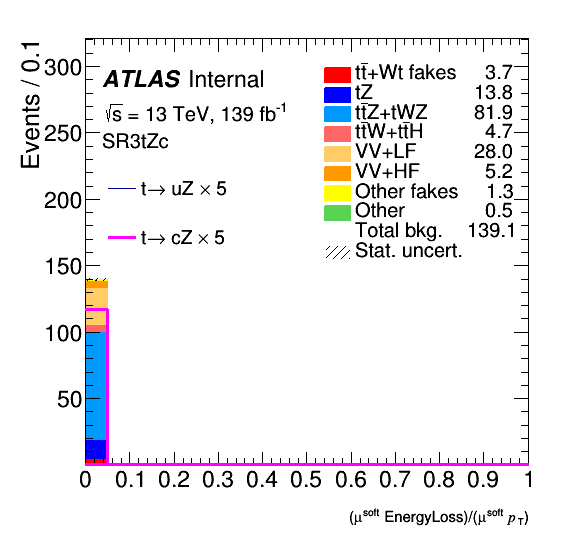 Events / 0.1
300
250
200
150
100
50
ATLAS Internal
√s = 13 TeV, 139 fb⁻¹
SR3tZc
t→ uZ × 5
t→ cZ × 5
tt̄+Wt fakes 3.7
tZ 13.8
tt̄Z+tWZ 81.9
tt̄W+tt̄H 4.7
VV+LF 28.0
VV+HF 5.2
Other fakes 1.3
Other 0.5
Total bkg. 139.1
Stat. uncert.
0 0.1 0.2 0.3 0.4 0.5 0.6 0.7 0.8 0.9 1
(μ^soft EnergyLoss)/(μ^soft p_T)